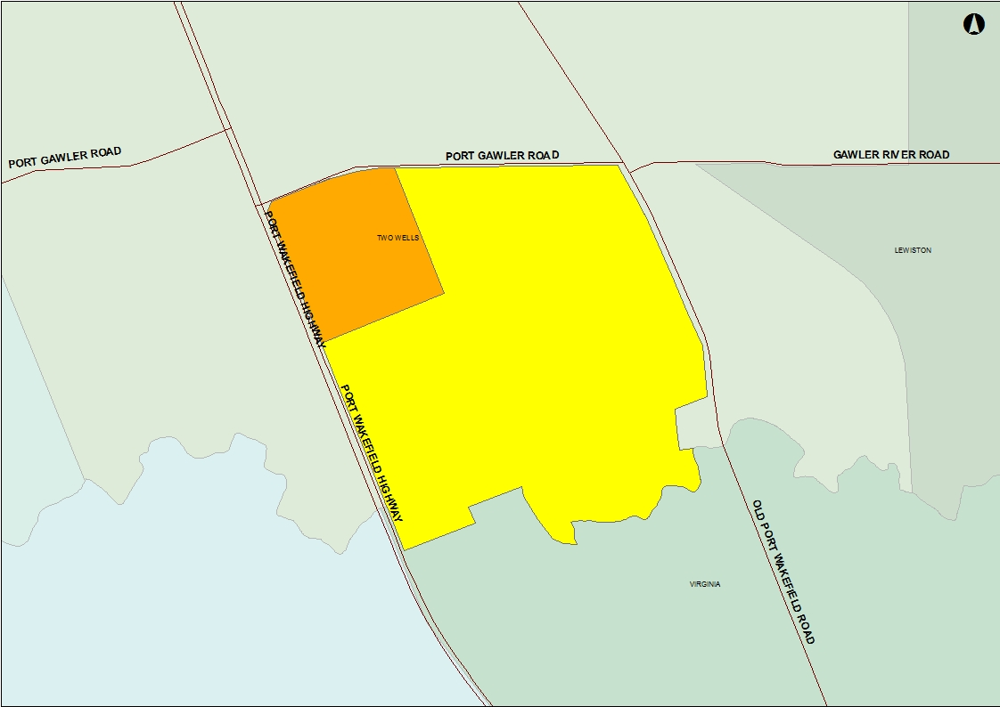 PORT GAWLER ROAD
PORT GAWLER ROAD
GAWLER RIVER ROAD
PORT WAKEFIELD HIGHWAY
TWO WELLS
LEWISTON
PORT WAKEFIELD HIGHWAY
OLD PORT WAKEFIELD ROAD
VIRGINIA